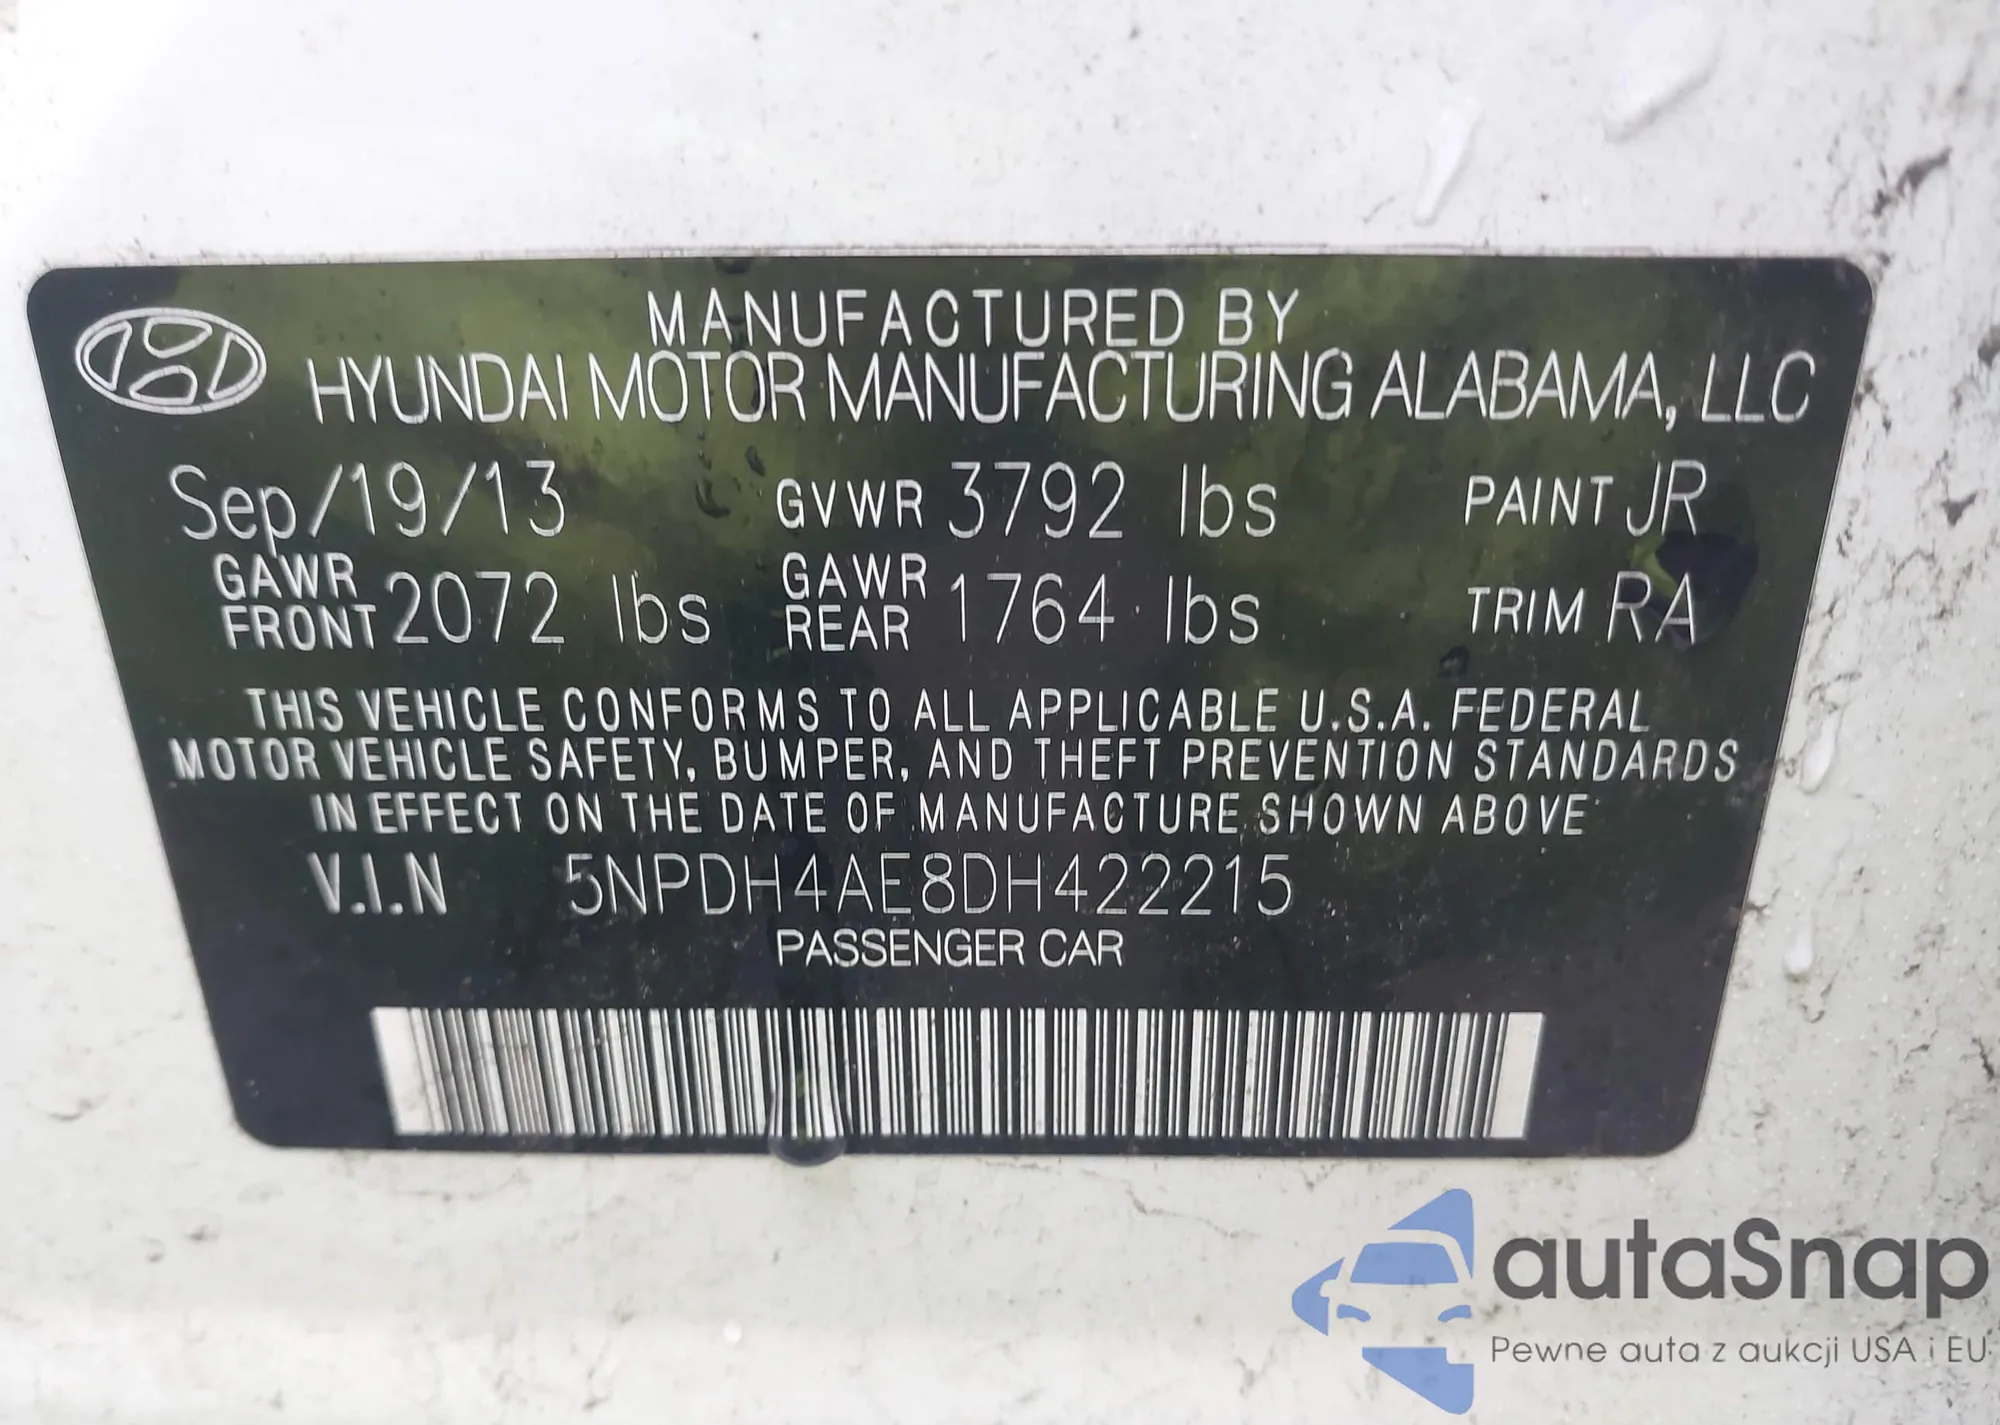 MANUFACTURED BY
HYUNDAI MOTOR MANUFACTURING ALABAMA, LLC
Sep/19/13 GVWR 3792 lbs PAINT JR
GAWR FRONT 2072 lbs GAWR REAR 1764 lbs TRIM RA
THIS VEHICLE CONFORMS TO ALL APPLICABLE U.S.A. FEDERAL
MOTOR VEHICLE SAFETY, BUMPER, AND THEFT PREVENTION STANDARDS
IN EFFECT ON THE DATE OF MANUFACTURE SHOWN ABOVE
V.I.N 5NPDH4AE8DH422215
PASSENGER CAR
autaSnap
Pewne auta z aukcji USA i EU